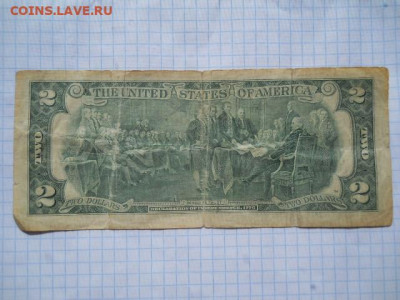 COINS.LAVE.RU
THE UNITED STATES OF AMERICA
2 2
TWO TWO
2 2
TWO DOLLARS TWO DOLLARS